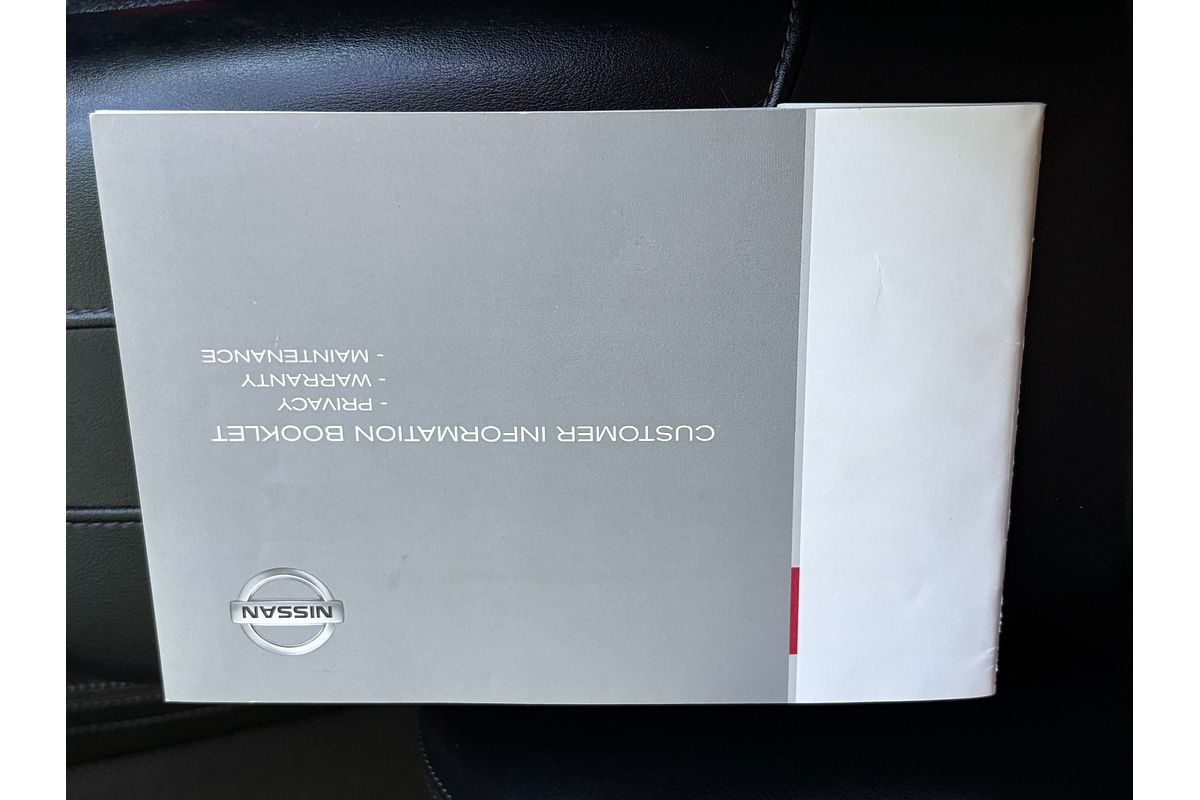 NISSAN
CUSTOMER INFORMATION BOOKLET
- PRIVACY
- WARRANTY
- MAINTENANCE